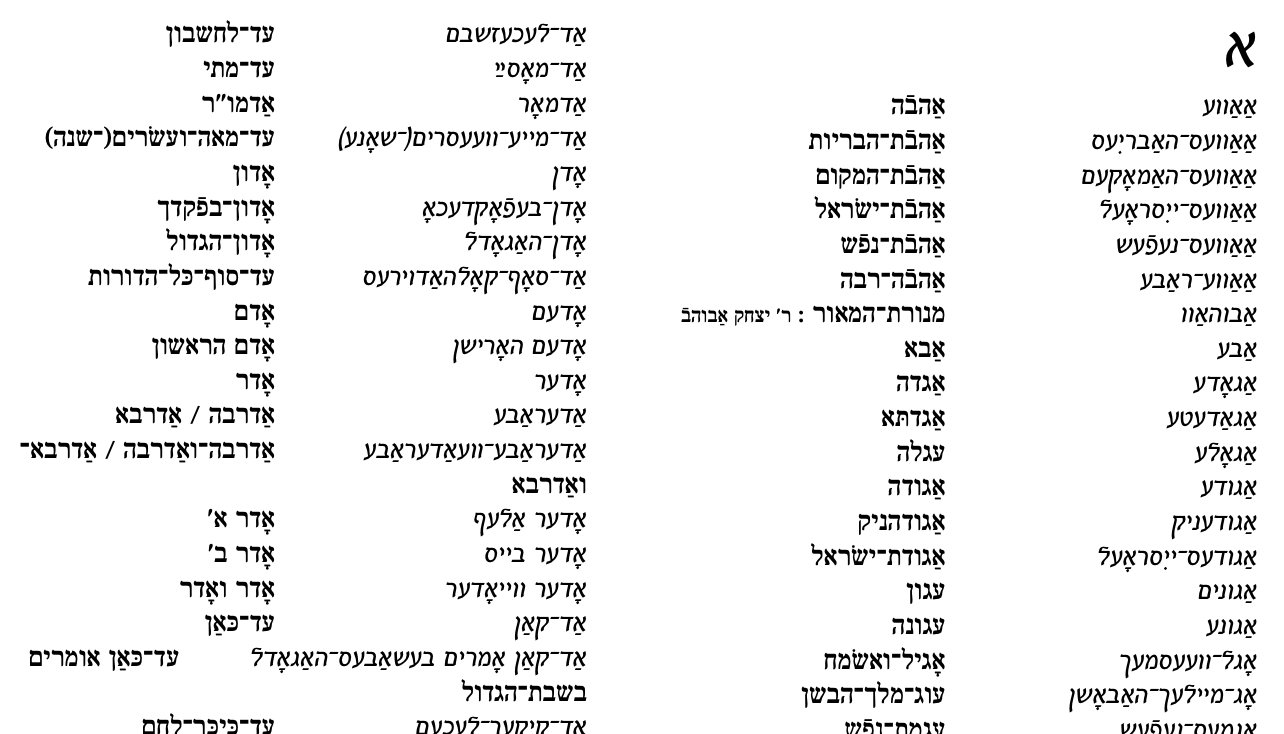 א
אַאַווע אַהבֿה
אַאַוועס־האַבריִעס אַהבֿת־הבריות
אַאַוועס־האַמאָקעם אַהבֿת־המקום
אַאַוועס־ייִסראָעל אַהבֿת־ישׂראל
אַאַוועס־נעפֿעש אַהבֿת־נפֿש
אַאַווע־ראַבע אַהבֿה־רבה
אַבוהאַוו מנורת־המאור : ר׳ יצחק אַבוהבֿ
אַבע אַבא
אַגאָדע אַגדה
אַגאַדעטע אַגדתּא
אַגאָלע עגלה
אַגודע אַגודה
אַגודעניק אַגודהניק
אַגודעס־ייִסראָעל אַגודת־ישׂראל
אַגונים עגון
אַגונע עגונה
אָגל־וועעסמעך אָגיל־ואשׂמח
אָג־מיילעך־האַבאָשן עוג־מלך־הבשן
אָגמעס־נעפֿעש עגמת־נפֿש
אַד־לעכעזשבם עד־לחשבון
אַד־מאָסײַ עד־מתי
אַדמאָר אַדמו״ר
אַד־מייע־וועעסרים(־שאָנע) עד־מאה־ועשׂרים(־שנה)
אָדן אָדון
אָדן־בעפֿאָקדעכאָ אָדון־בפֿקדך
אָדן־האַגאָדל אָדון־הגדול
אַד־סאָף־קאָלהאַדוירעס עד־סוף־כּל־הדורות
אָדעם אָדם
אָדעם האָרישן אָדם הראשון
אָדער אָדר
אַדעראַבע אַדרבה / אַדרבא
אַדעראַבע־וועאַדעראַבע אַדרבה־ואַדרבה / אַדרבא־
ואַדרבא
אָדער אַלעף אָדר א׳
אָדער בייס אָדר ב׳
אָדער ווייאָדער אָדר ואָדר
אַד־קאַן עד־כּאַן
אַד־קאַן אָמרים בעשאַבעס־האַגאָדל עד־כּאַן אומרים
בשבת־הגדול
אַד־קיקער־לעכעם עד־כּיכּר־לחם